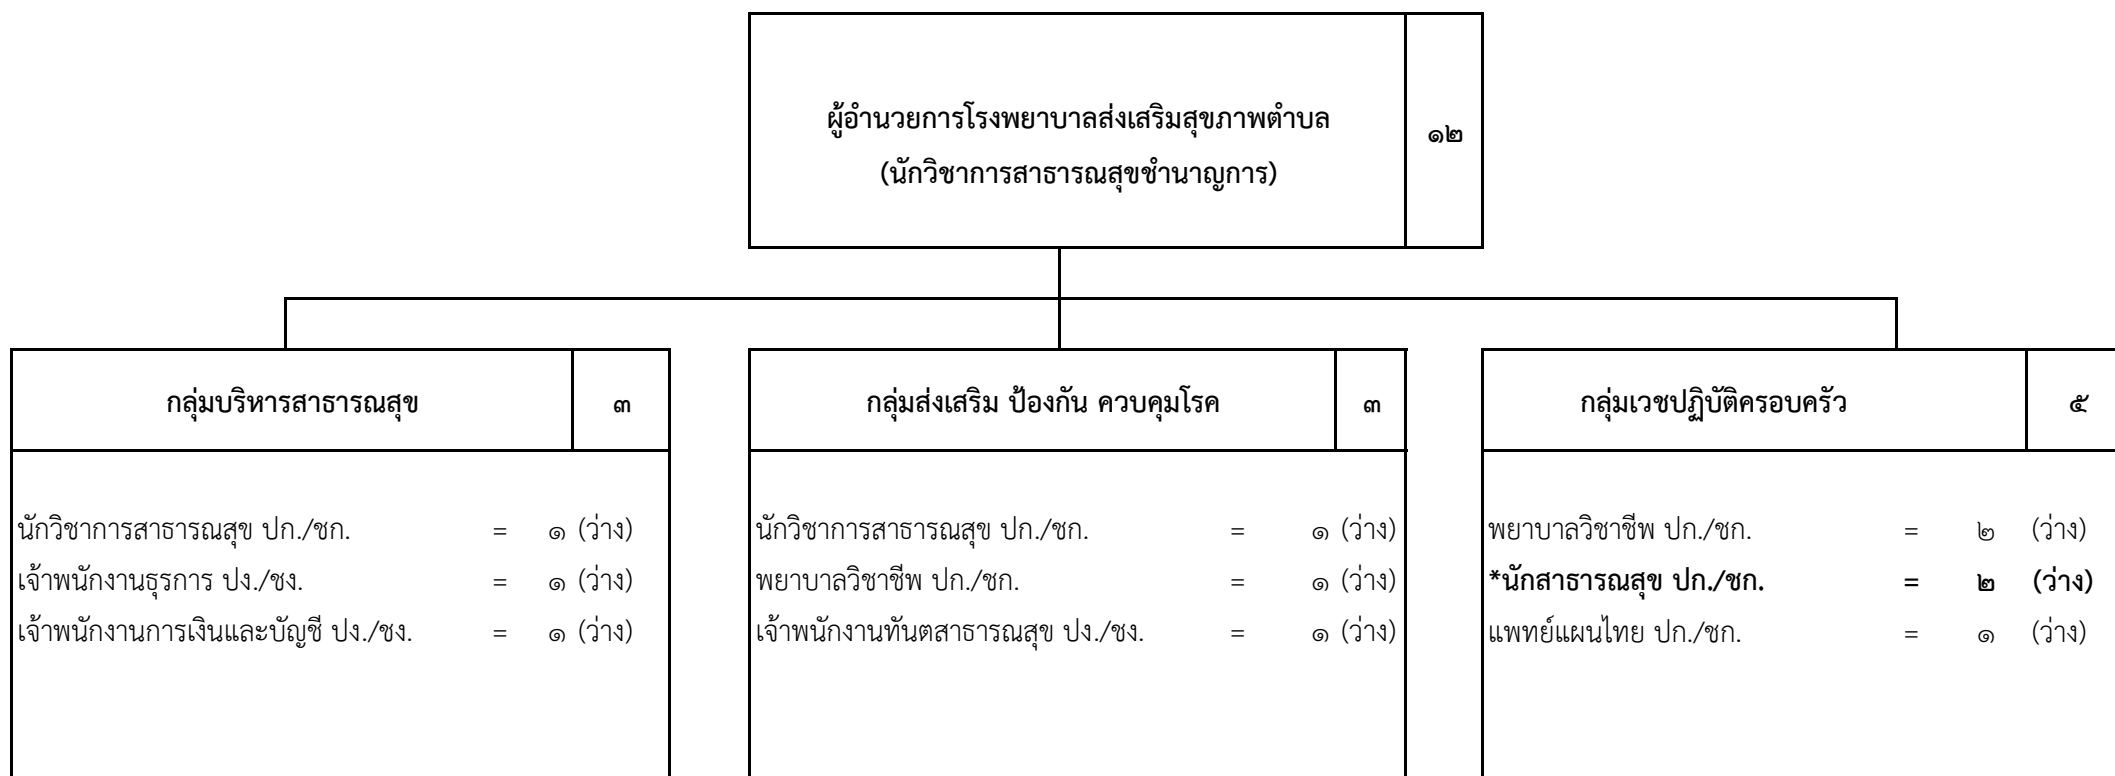 ผู้อำนวยการโรงพยาบาลส่งเสริมสุขภาพตำบล
(นักวิชาการสาธารณสุขชำนาญการ)
๑๒
กลุ่มบริหารสาธารณสุข ๓
นักวิชาการสาธารณสุข ปก./ชก. = ๑ (ว่าง)
เจ้าพนักงานธุรการ ปง./ชง. = ๑ (ว่าง)
เจ้าพนักงานการเงินและบัญชี ปง./ชง. = ๑ (ว่าง)
กลุ่มส่งเสริม ป้องกัน ควบคุมโรค ๓
นักวิชาการสาธารณสุข ปก./ชก. = ๑ (ว่าง)
พยาบาลวิชาชีพ ปก./ชก. = ๑ (ว่าง)
เจ้าพนักงานทันตสาธารณสุข ปง./ชง. = ๑ (ว่าง)
กลุ่มเวชปฏิบัติครอบครัว ๕
พยาบาลวิชาชีพ ปก./ชก. = ๒ (ว่าง)
*นักสาธารณสุข ปก./ชก. = ๒ (ว่าง)
แพทย์แผนไทย ปก./ชก. = ๑ (ว่าง)